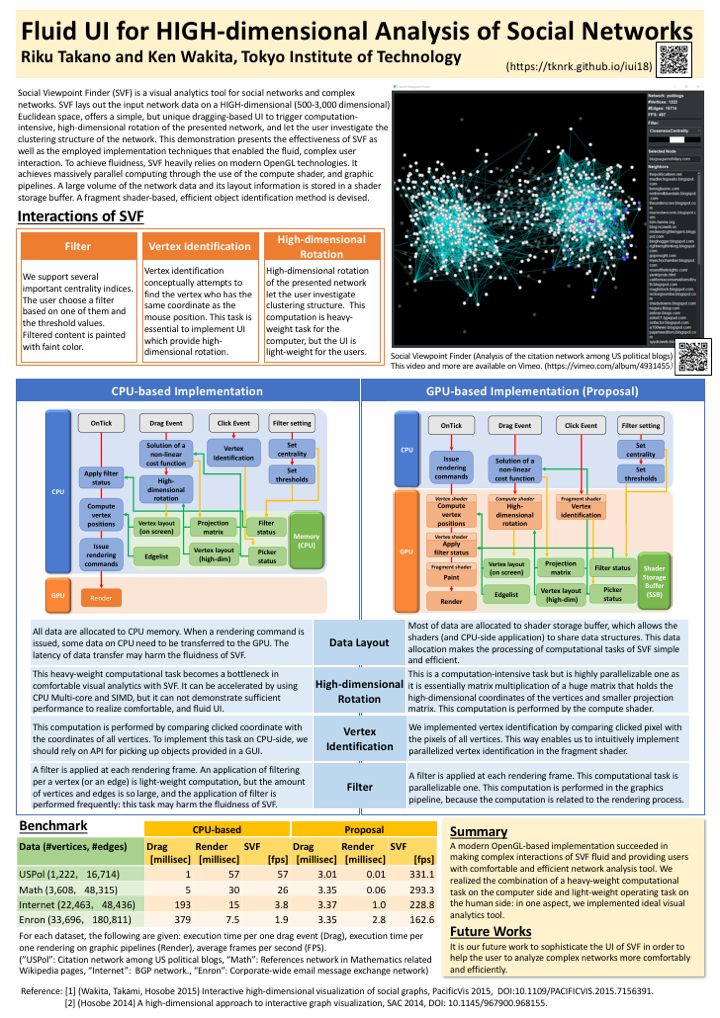 Fluid UI for HIGH-dimensional Analysis of Social Networks
Riku Takano and Ken Wakita, Tokyo Institute of Technology
(https://tknrk.github.io/iui18)
Social Viewpoint Finder (SVF) is a visual analytics tool for social networks and complex
networks. SVF lays out the input network data on a HIGH-dimensional (500-3,000 dimensional)
Euclidean space, offers a simple, but unique dragging-based UI to trigger computation-
intensive, high-dimensional rotation of the presented network, and let the user investigate the
clustering structure of the network. This demonstration presents the effectiveness of SVF as
well as the employed implementation techniques that enabled the fluid, complex user
interaction. To achieve fluidness, SVF heavily relies on modern OpenGL technologies. It
achieves massively parallel computing through the use of the compute shader, and graphic
pipelines. A large volume of the network data and its layout information is stored in a shader
storage buffer. A fragment shader-based, efficient object identification method is devised.
Interactions of SVF
Filter
We support several
important centrality indices.
The user choose a filter
based on one of them and
the threshold values.
Filtered content is painted
with faint color.
Vertex Identification
Vertex identification
conceptually attempts to
find the vertex who has the
same coordinate as the
mouse position. This task is
essential to implement UI
which provide high-
dimensional rotation.
High-dimensional
Rotation
High-dimensional rotation
of the presented network
let the user investigate
clustering structure. This
computation is heavy-
weight task for the
computer, but the UI is
light-weight for the users.
Network: polblogs
#Vertices: 1222
#Edges: 16714
Filter:
ClosenessCentrality
Selected Node
Neighbors
Social Viewpoint Finder (Analysis of the citation network among US political blogs)
This video and more are available on Vimeo. (https://vimeo.com/album/4931455)
CPU-based Implementation
CPU
GPU
OnTick
Drag Event
Click Event
Filter setting
Apply filter
status
Solution of a
non-linear
cost function
Vertex
Identification
Set
centrality
High-
dimensional
rotation
Set
thresholds
Compute
vertex
positions
Vertex layout
(on screen)
Projection
matrix
Filter
status
Memory
(CPU)
Issue
rendering
commands
Edgelist
Vertex layout
(high-dim)
Picker
status
Render
GPU-based Implementation (Proposal)
CPU
GPU
OnTick
Drag Event
Click Event
Filter setting
Issue
rendering
commands
Solution of a
non-linear
cost function
Set
centrality
Set
thresholds
Vertex shader
Compute
vertex
positions
Compute shader
High-
dimensional
rotation
Fragment shader
Vertex
identification
Vertex shader
Apply
filter status
Fragment shader
Paint
Render
Vertex layout
(on screen)
Projection
matrix
Filter status
Edgelist
Vertex layout
(high-dim)
Picker
status
Shader
Storage
Buffer
(SSB)
All data are allocated to CPU memory. When a rendering command is
issued, some data on CPU need to be transferred to the GPU. The
latency of data transfer may harm the fluidness of SVF.
Data Layout
Most of data are allocated to shader storage buffer, which allows the
shaders (and CPU-side application) to share data structures. This data
allocation makes the processing of computational tasks of SVF simple
and efficient.
This heavy-weight computational task becomes a bottleneck in
comfortable visual analytics with SVF. It can be accelerated by using
CPU Multi-core and SIMD, but it can not demonstrate sufficient
performance to realize comfortable, and fluid UI.
High-dimensional
Rotation
This is a computation-intensive task but is highly parallelizable one as
it is essentially matrix multiplication of a huge matrix that holds the
high-dimensional coordinates of the vertices and smaller projection
matrix. This computation is performed by the compute shader.
This computation is performed by comparing clicked coordinate with
the coordinates of all vertices. To implement this task on CPU-side, we
should rely on API for picking up objects provided in a GUI.
Vertex
Identification
We implemented vertex identification by comparing clicked pixel with
the pixels of all vertices. This way enables us to intuitively implement
parallelized vertex identification in the fragment shader.
A filter is applied at each rendering frame. An application of filtering
per a vertex (or an edge) is light-weight computation, but the amount
of vertices and edges is so large, and the application of filter is
performed frequently: this task may harm the fluidness of SVF.
Filter
A filter is applied at each rendering frame. This computational task is
parallelizable one. This computation is performed in the graphics
pipeline, because the computation is related to the rendering process.
Benchmark
CPU-based Proposal
Data (#vertices, #edges) Drag Render SVF Drag Render SVF
[millisec] [millisec] [fps] [millisec] [millisec] [fps]
USPol (1,222, 16,714) 1 57 57 3.01 0.01 331.1
Math (3,608, 48,315) 5 30 26 3.35 0.06 293.3
Internet (22,463, 48,436) 193 15 3.8 3.37 1.0 228.8
Enron (33,696, 180,811) 379 7.5 1.9 3.35 2.8 162.6
For each dataset, the following are given: execution time per one drag event (Drag), execution time per
one rendering on graphic pipelines (Render), average frames per second (FPS).
("USPol": Citation network among US political blogs, "Math": References network in Mathematics related
Wikipedia pages, "Internet": BGP network., "Enron": Corporate-wide email message exchange network)
Summary
A modern OpenGL-based implementation succeeded in
making complex interactions of SVF fluid and providing users
with comfortable and efficient network analysis tool. We
realized the combination of a heavy-weight computational
task on the computer side and light-weight operating task on
the human side: in one aspect, we implemented ideal visual
analytics tool.
Future Works
It is our future work to sophisticate the UI of SVF in order to
help the user to analyze complex networks more comfortably
and efficiently.
Reference: [1] (Wakita, Takami, Hosobe 2015) Interactive high-dimensional visualization of social graphs, PacificVis 2015, DOI:10.1109/PACIFICVIS.2015.7156391.
[2] (Hosobe 2014) A high-dimensional approach to interactive graph visualization, SAC 2014, DOI: 10.1145/967900.968155.